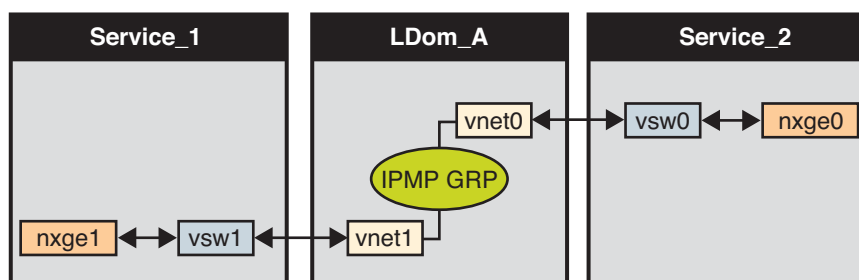 Service_1
LDom_A
Service_2
vnet0
vsw0
nxge0
IPMP GRP
nxge1
vsw1
vnet1